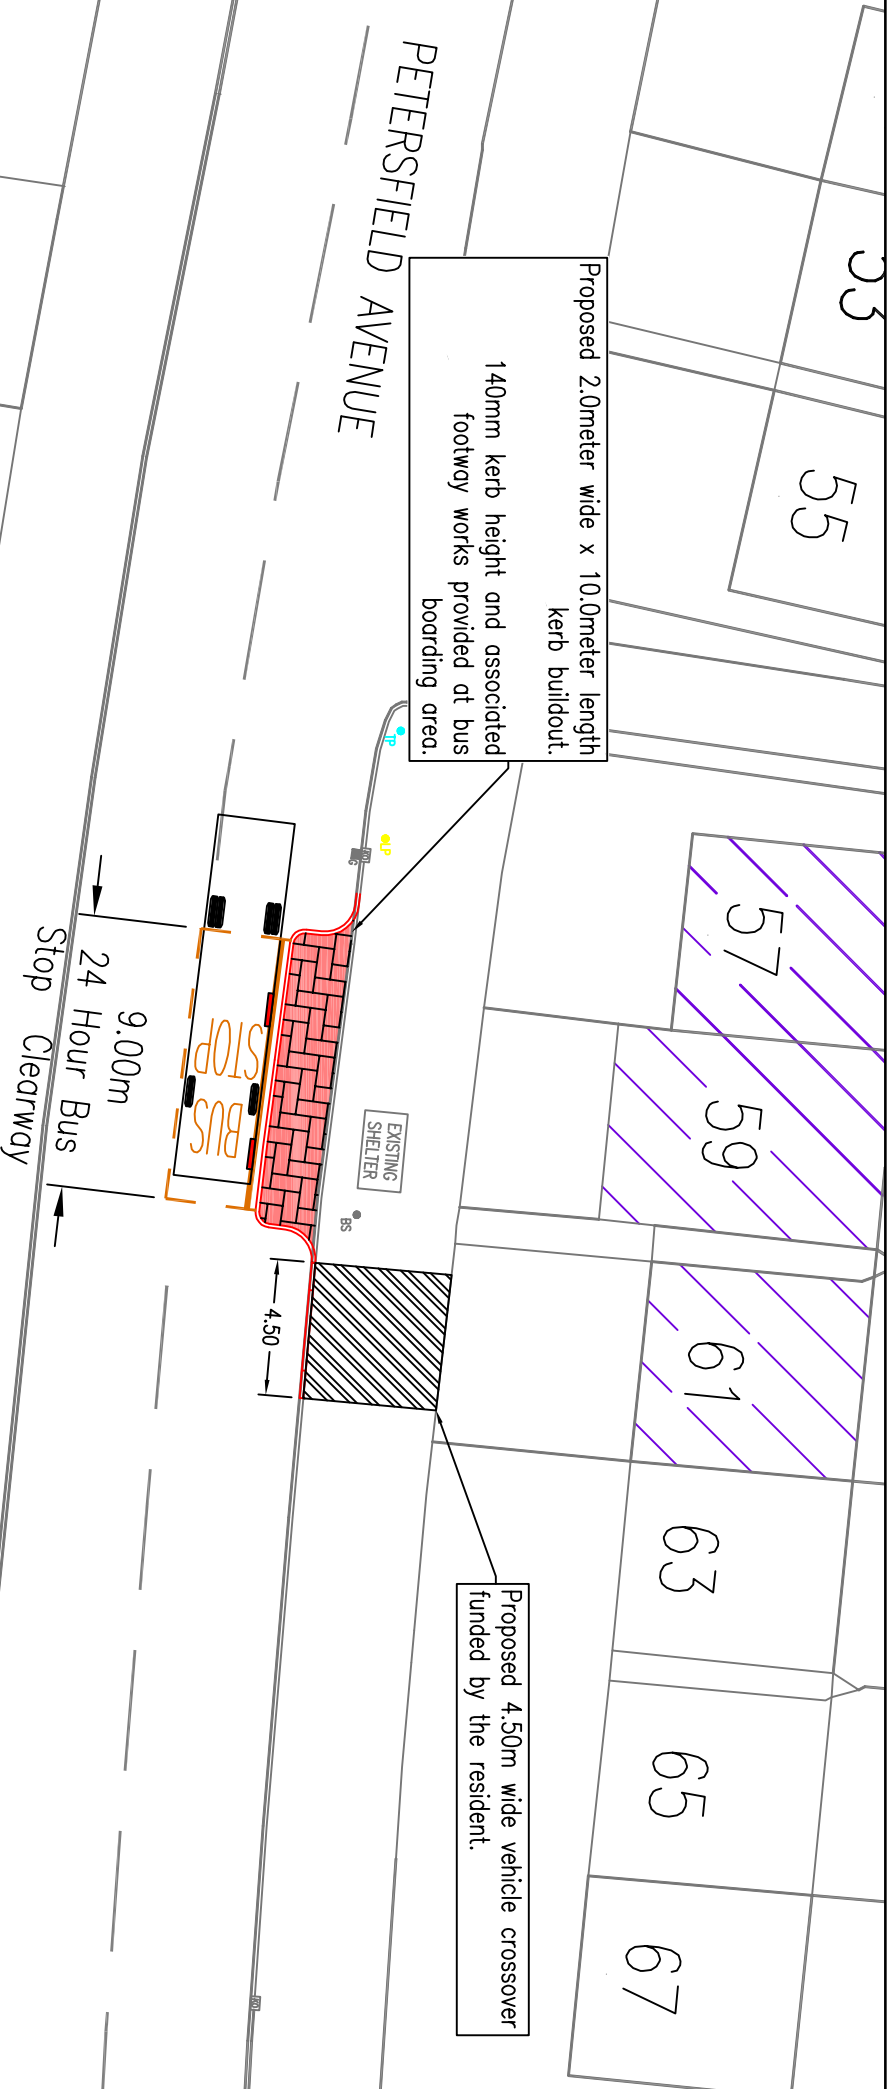 PETERSFIELD AVENUE
Proposed 2.0meter wide x 10.0meter length
kerb buildout.
140mm kerb height and associated
footway works provided at bus
boarding area.
53
55
57
59
61
63
65
67
TP
LP
KO
G
EXISTING
SHELTER
BS
BUS
STOP
9.00m
24 Hour Bus
Stop Clearway
4.50
Proposed 4.50m wide vehicle crossover
funded by the resident.
KO